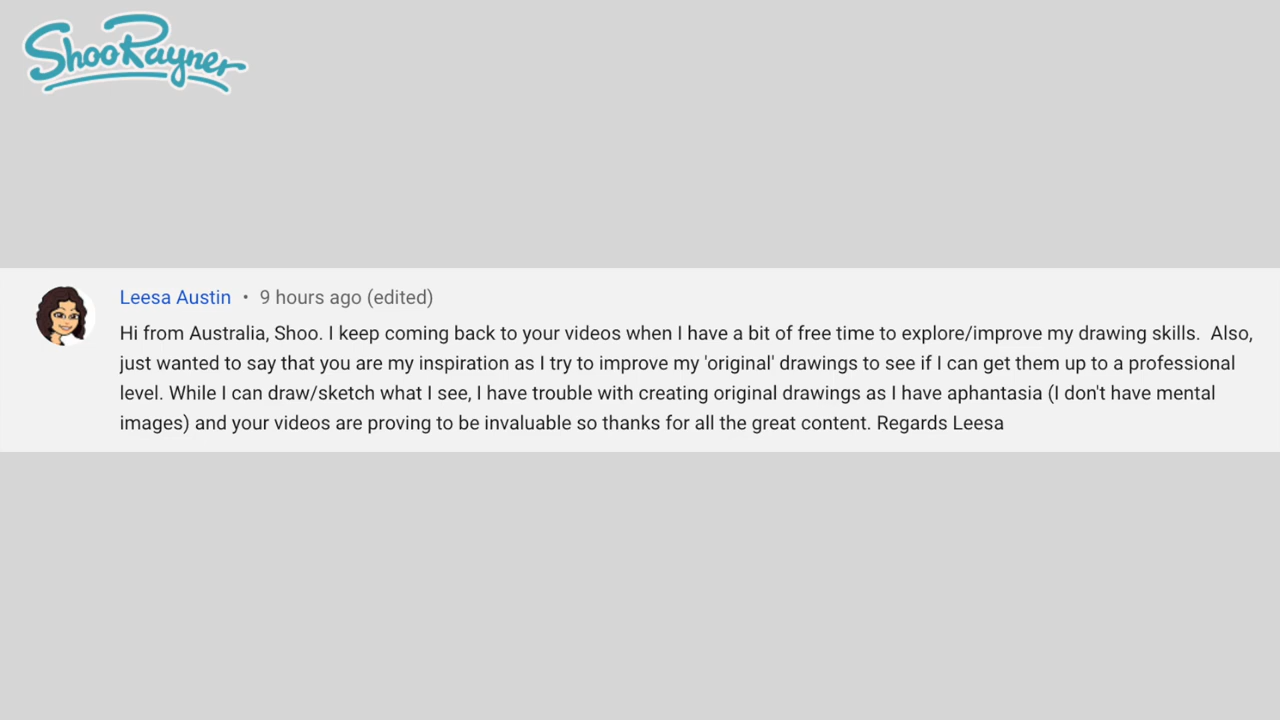 ShooRayner
Leesa Austin • 9 hours ago (edited)
Hi from Australia, Shoo. I keep coming back to your videos when I have a bit of free time to explore/improve my drawing skills.  Also,
just wanted to say that you are my inspiration as I try to improve my 'original' drawings to see if I can get them up to a professional
level. While I can draw/sketch what I see, I have trouble with creating original drawings as I have aphantasia (I don't have mental
images) and your videos are proving to be invaluable so thanks for all the great content. Regards Leesa